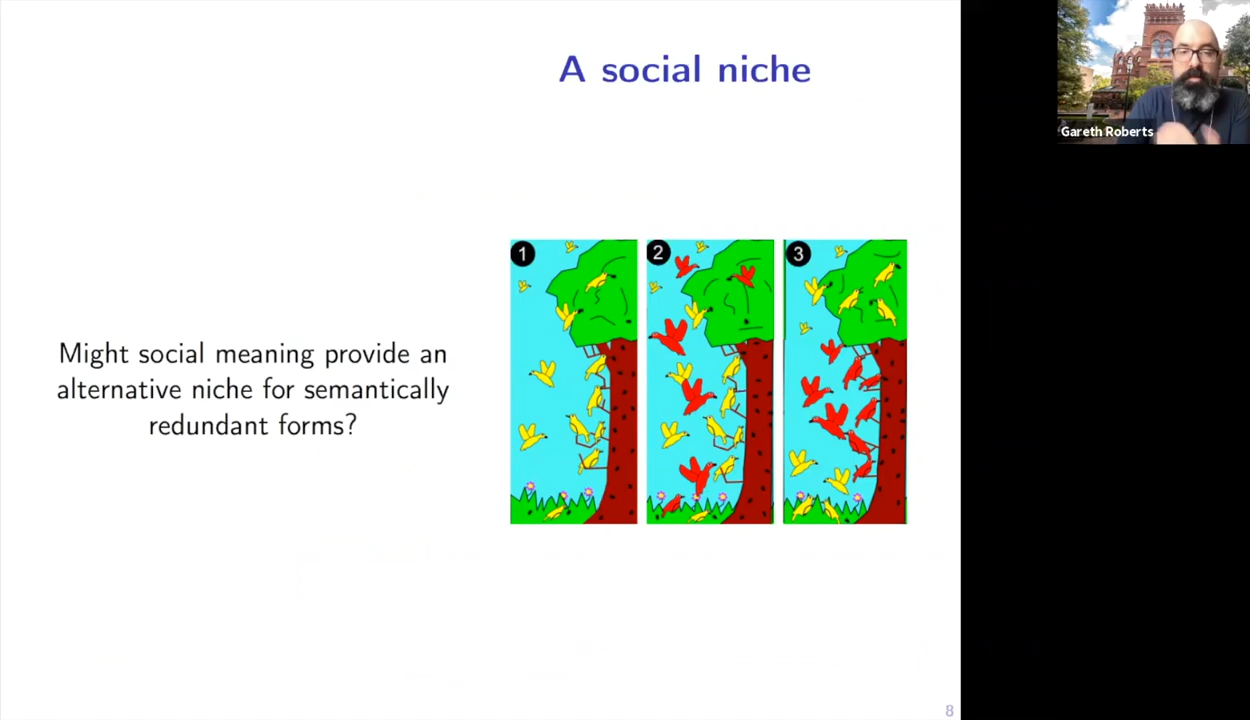 A social niche
Might social meaning provide an
alternative niche for semantically
redundant forms?
1
2
3
Gareth Roberts
8